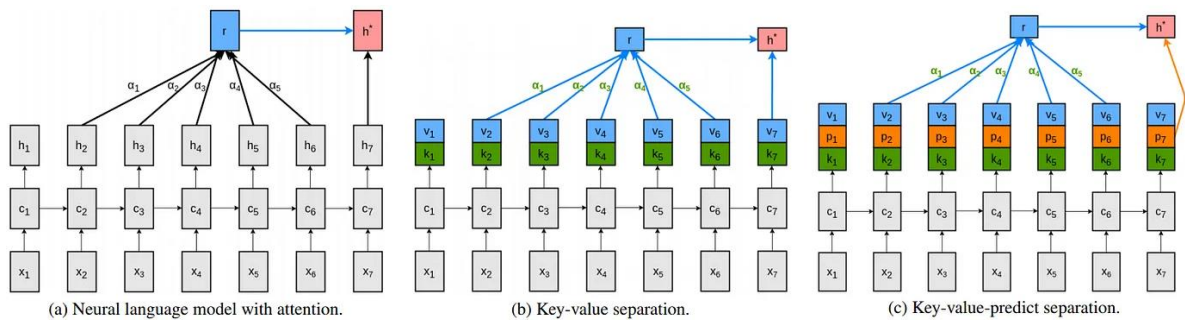 r h* r h* r h*
α1 α2 α3 α4 α5 α1 α2 α3 α4 α5 α1 α2 α3 α4 α5
h1 h2 h3 h4 h5 h6 h7 v1 v2 v3 v4 v5 v6 v7 v1 v2 v3 v4 v5 v6 v7
p1 p2 p3 p4 p5 p6 p7
k1 k2 k3 k4 k5 k6 k7 k1 k2 k3 k4 k5 k6 k7
c1 c2 c3 c4 c5 c6 c7 c1 c2 c3 c4 c5 c6 c7 c1 c2 c3 c4 c5 c6 c7
x1 x2 x3 x4 x5 x6 x7 x1 x2 x3 x4 x5 x6 x7 x1 x2 x3 x4 x5 x6 x7
(a) Neural language model with attention. (b) Key-value separation. (c) Key-value-predict separation.